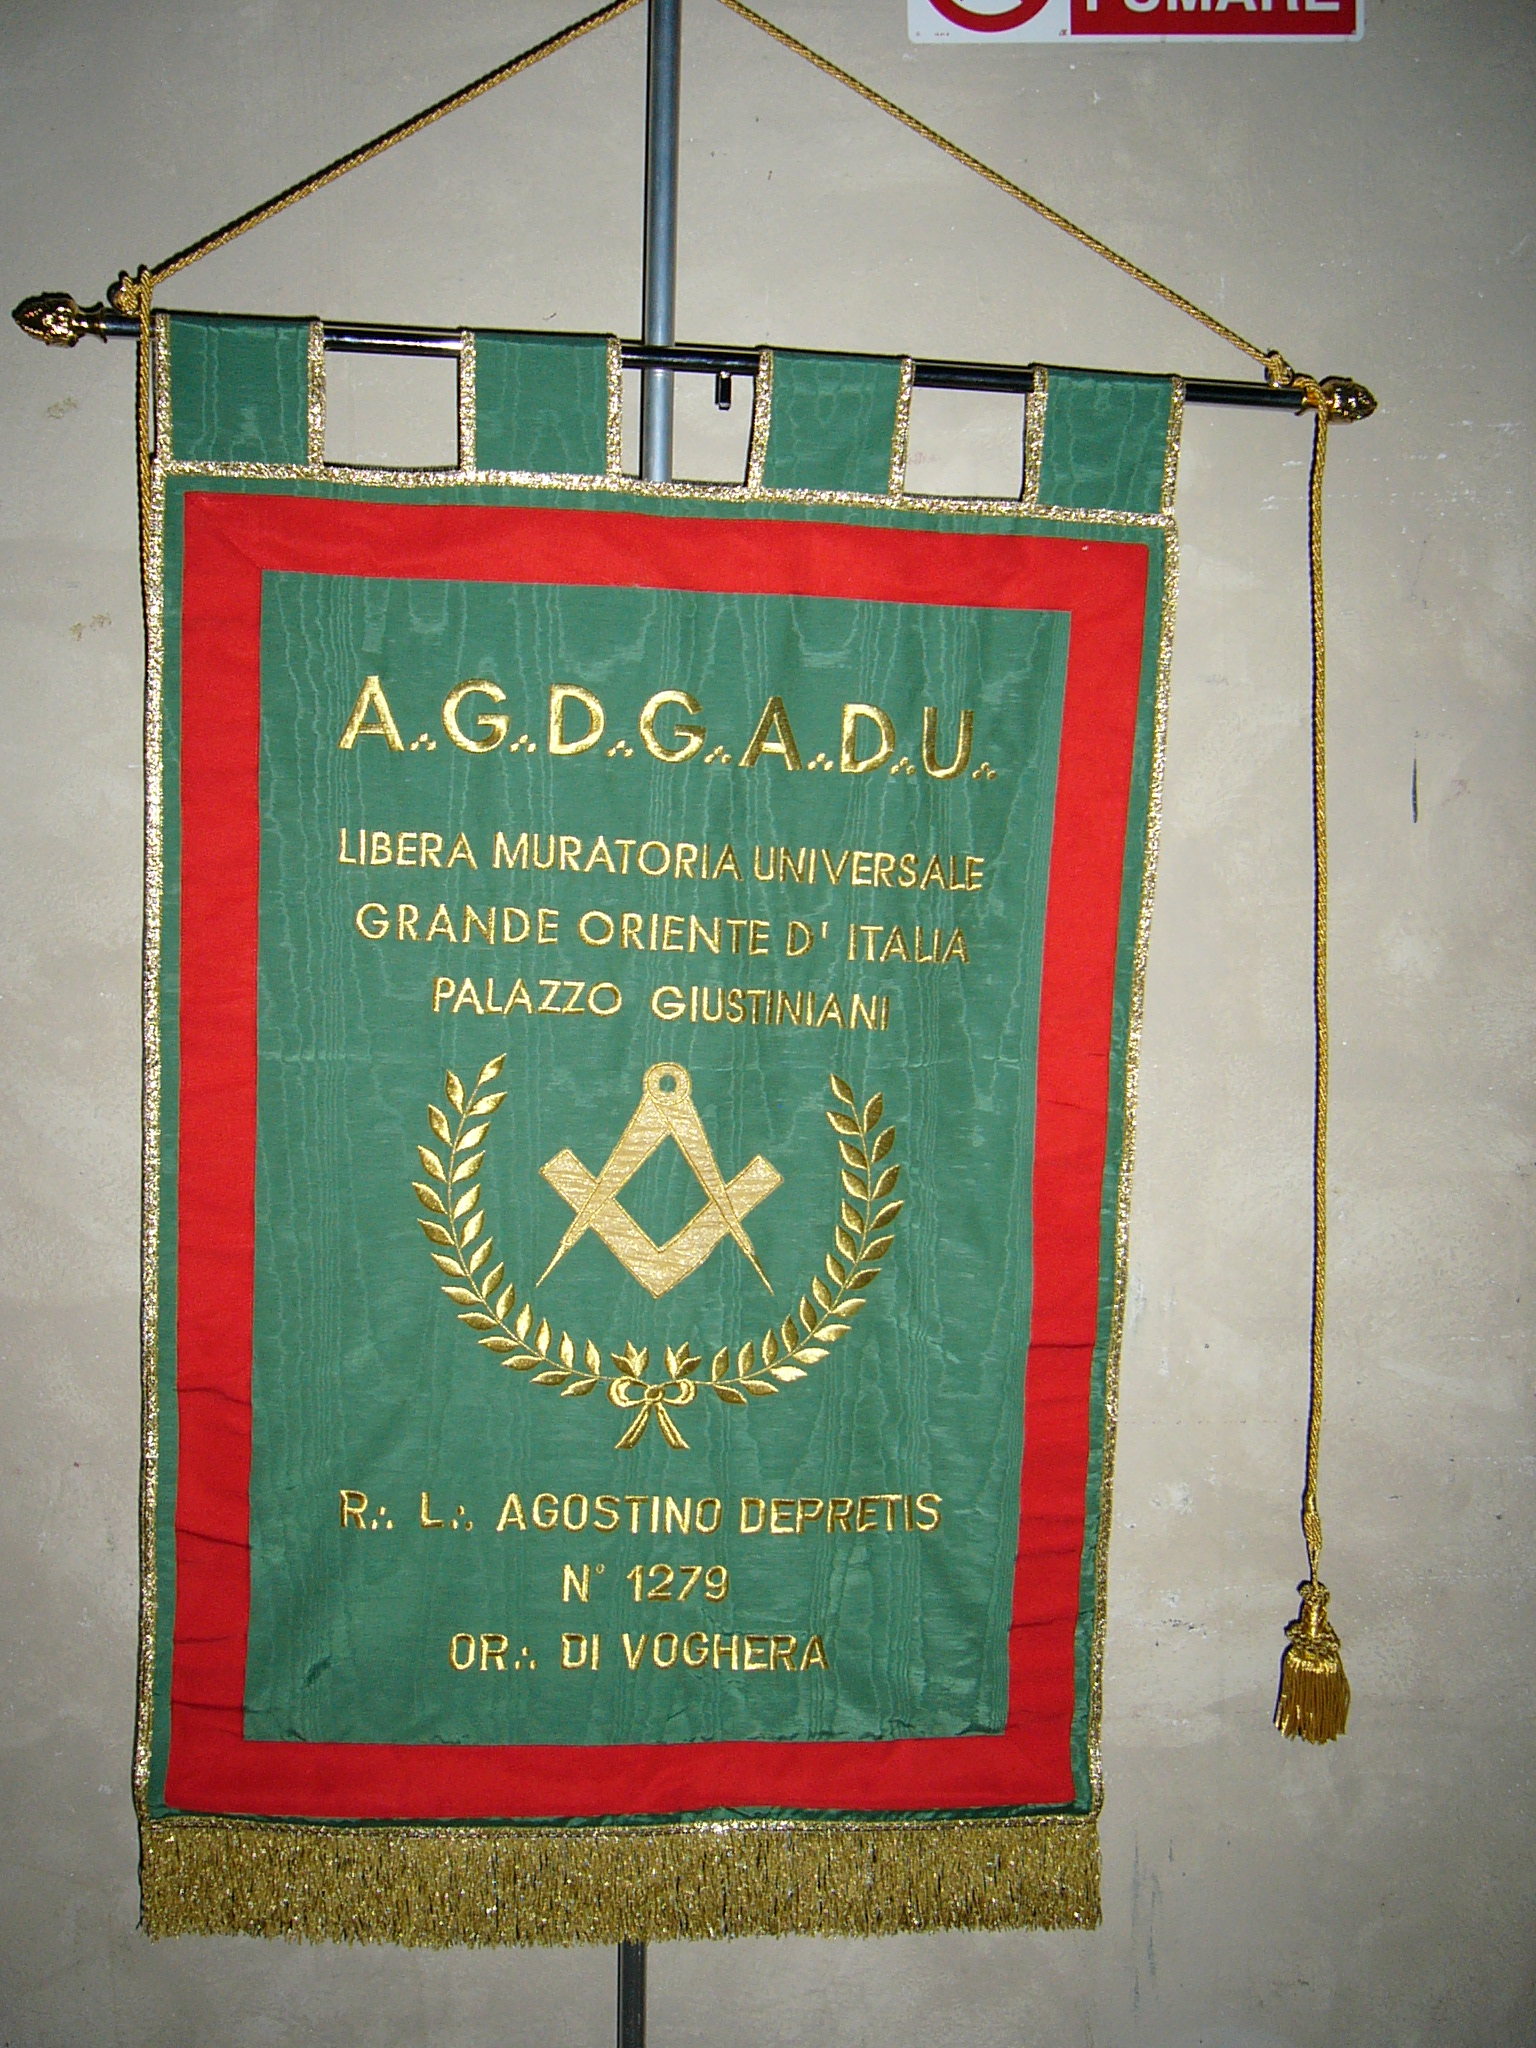 FUMARE
A∴G∴D∴G∴A∴D∴U∴
LIBERA MURATORIA UNIVERSALE
GRANDE ORIENTE D' ITALIA
PALAZZO GIUSTINIANI
R∴ L∴ AGOSTINO DEPRETIS
N° 1279
OR∴ DI VOGHERA